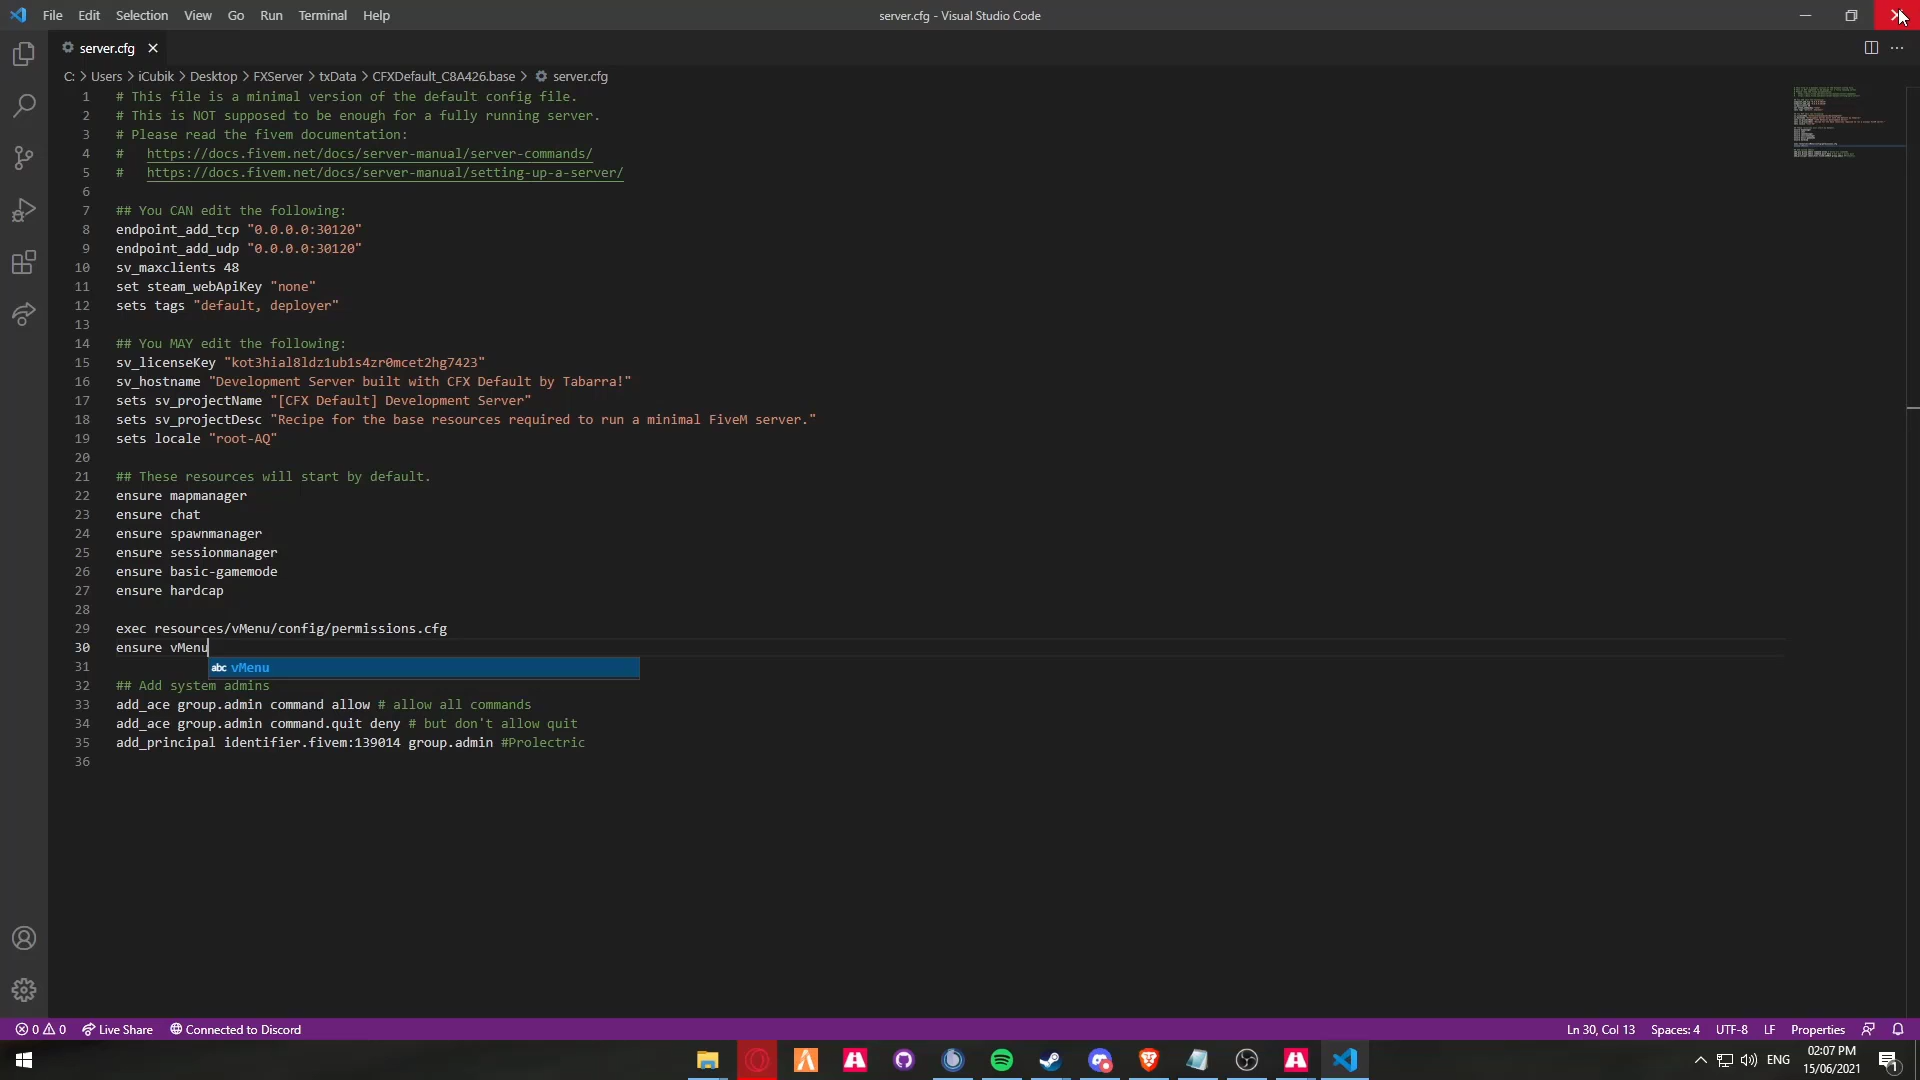 File Edit Selection View Go Run Terminal Help
server.cfg - Visual Studio Code
server.cfg
C: > Users > iCubik > Desktop > FXServer > txData > CFXDefault_C8A426.base > server.cfg
1 # This file is a minimal version of the default config file.
2 # This is NOT supposed to be enough for a fully running server.
3 # Please read the fivem documentation:
4 # https://docs.fivem.net/docs/server-manual/server-commands/
5 # https://docs.fivem.net/docs/server-manual/setting-up-a-server/
6
7 ## You CAN edit the following:
8 endpoint_add_tcp "0.0.0.0:30120"
9 endpoint_add_udp "0.0.0.0:30120"
10 sv_maxclients 48
11 set steam_webApiKey "none"
12 sets tags "default, deployer"
13
14 ## You MAY edit the following:
15 sv_licenseKey "kot3hial8ldz1ub1s4zr0mcet2hg7423"
16 sv_hostname "Development Server built with CFX Default by Tabarra!"
17 sets sv_projectName "[CFX Default] Development Server"
18 sets sv_projectDesc "Recipe for the base resources required to run a minimal FiveM server."
19 sets locale "root-AQ"
20
21 ## These resources will start by default.
22 ensure mapmanager
23 ensure chat
24 ensure spawnmanager
25 ensure sessionmanager
26 ensure basic-gamemode
27 ensure hardcap
28
29 exec resources/vMenu/config/permissions.cfg
30 ensure vMenu
31 abc vMenu
32 ## Add system admins
33 add_ace group.admin command allow # allow all commands
34 add_ace group.admin command.quit deny # but don't allow quit
35 add_principal identifier.fivem:139014 group.admin #Prolectric
36
0 0 Live Share Connected to Discord
Ln 30, Col 13 Spaces: 4 UTF-8 LF Properties
ENG
02:07 PM
15/06/2021
1